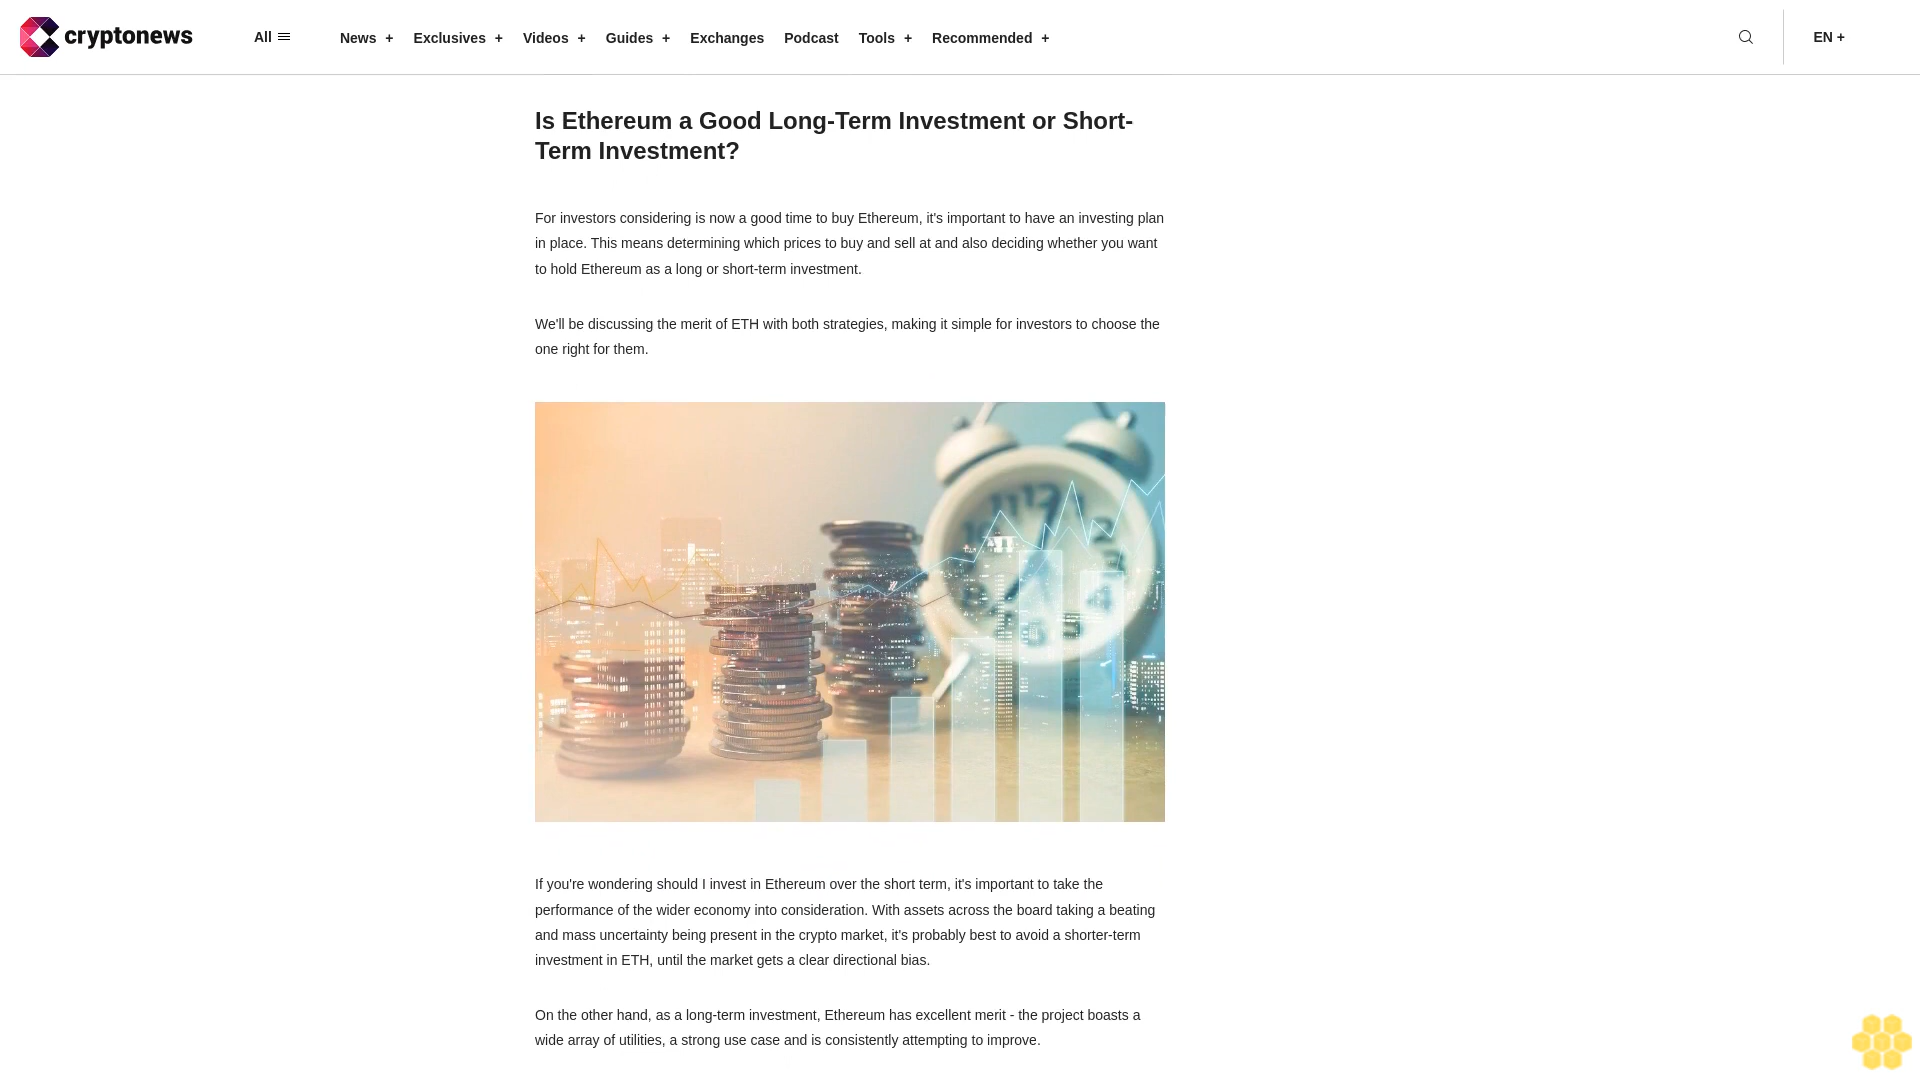 cryptonews
All
News +
Exclusives +
Videos +
Guides +
Exchanges
Podcast
Tools +
Recommended +
EN +
Is Ethereum a Good Long-Term Investment or Short-
Term Investment?
For investors considering is now a good time to buy Ethereum, it's important to have an investing plan
in place. This means determining which prices to buy and sell at and also deciding whether you want
to hold Ethereum as a long or short-term investment.
We'll be discussing the merit of ETH with both strategies, making it simple for investors to choose the
one right for them.
If you're wondering should I invest in Ethereum over the short term, it's important to take the
performance of the wider economy into consideration. With assets across the board taking a beating
and mass uncertainty being present in the crypto market, it's probably best to avoid a shorter-term
investment in ETH, until the market gets a clear directional bias.
On the other hand, as a long-term investment, Ethereum has excellent merit - the project boasts a
wide array of utilities, a strong use case and is consistently attempting to improve.